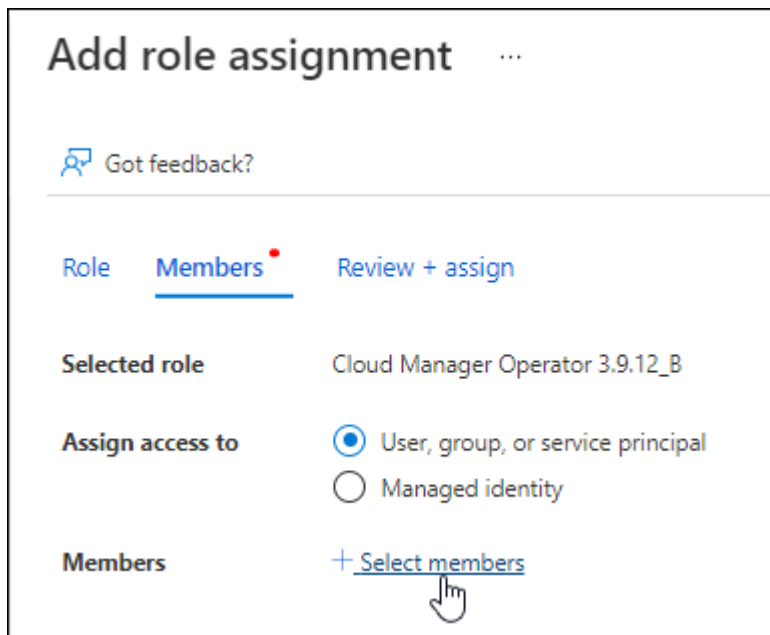 Add role assignment ...
Got feedback?
Role Members Review + assign
Selected role Cloud Manager Operator 3.9.12_B
Assign access to User, group, or service principal
Managed identity
Members + Select members